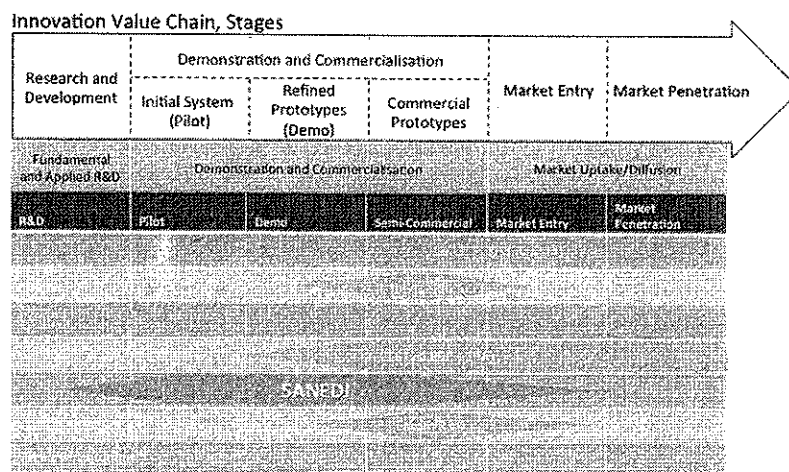 Innovation Value Chain, Stages
Demonstration and Commercialisation
Research and
Development
Initial System
(Pilot)
Refined
Prototypes
(Demo)
Commercial
Prototypes
Market Entry
Market Penetration
Fundamental
and Applied R&D
Demonstration and Commercialisation
Market Uptake/Diffusion
R&D
Pilot
Demo
Semi-Commercial
Market Entry
Market
Penetration
SANEDI